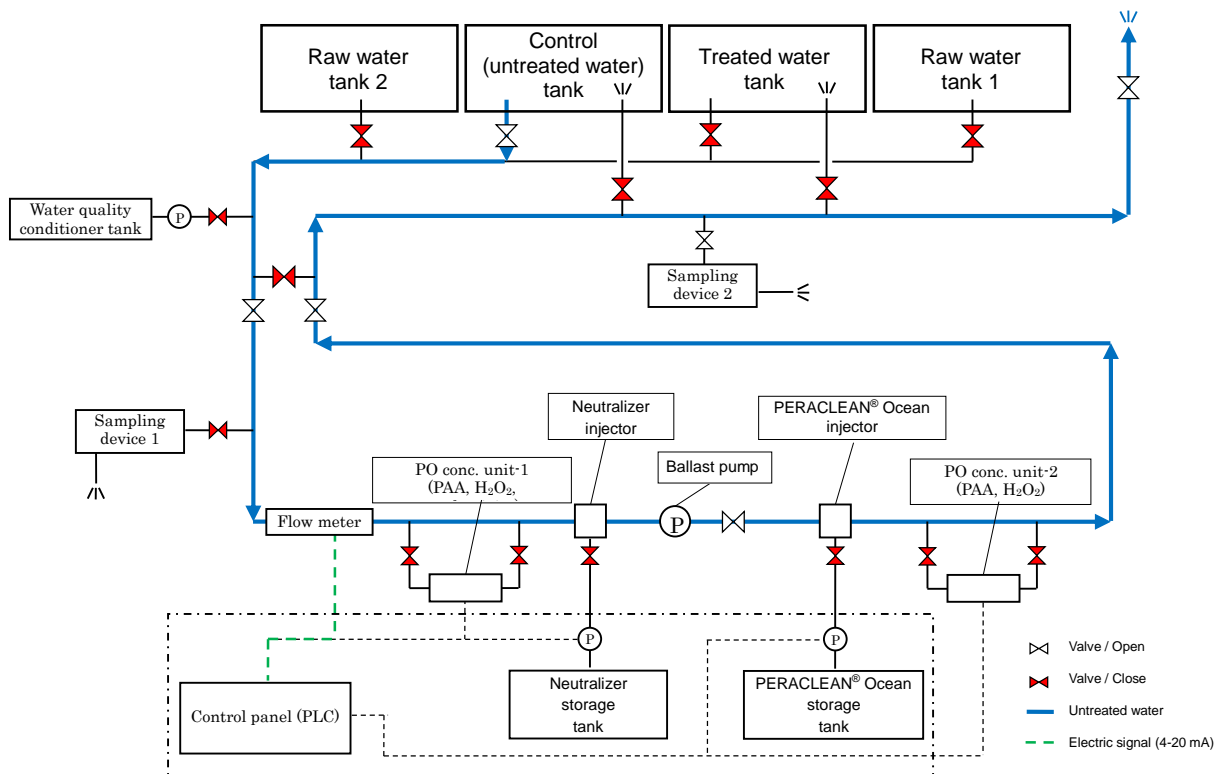 Raw water
tank 2
Control
(untreated water)
tank
Treated water
tank
Raw water
tank 1
Water quality
conditioner tank
P
Sampling
device 2
Sampling
device 1
Neutralizer
injector
PERACLEAN® Ocean
injector
PO conc. unit-1
(PAA, H₂O₂,
Ballast pump
PO conc. unit-2
(PAA, H₂O₂)
Flow meter
P
P
P
Neutralizer
storage
tank
PERACLEAN® Ocean
storage
tank
Control panel (PLC)
Valve / Open
Valve / Close
Untreated water
Electric signal (4-20 mA)